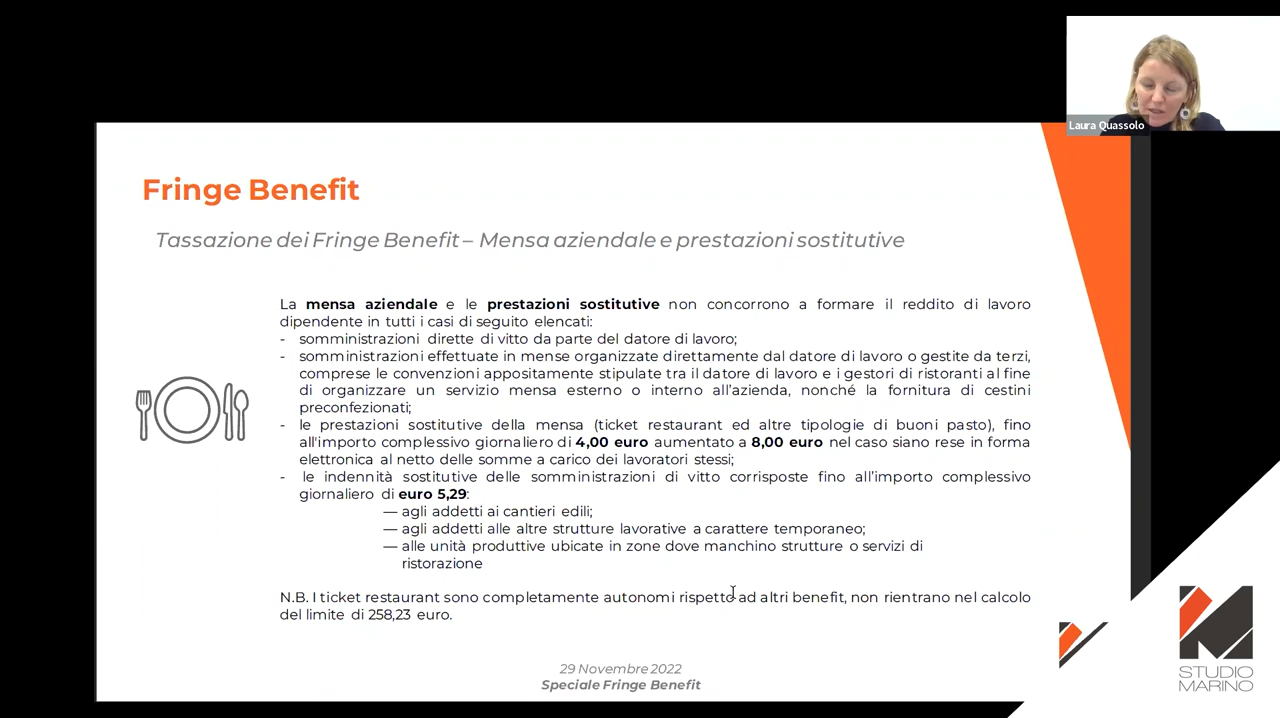 Laura Quassolo
Fringe Benefit
Tassazione dei Fringe Benefit – Mensa aziendale e prestazioni sostitutive
La mensa aziendale e le prestazioni sostitutive non concorrono a formare il reddito di lavoro
dipendente in tutti i casi di seguito elencati:
- somministrazioni dirette di vitto da parte del datore di lavoro;
- somministrazioni effettuate in mense organizzate direttamente dal datore di lavoro o gestite da terzi,
comprese le convenzioni appositamente stipulate tra il datore di lavoro e i gestori di ristoranti al fine
di organizzare un servizio mensa esterno o interno all’azienda, nonché la fornitura di cestini
preconfezionati;
- le prestazioni sostitutive della mensa (ticket restaurant ed altre tipologie di buoni pasto), fino
all'importo complessivo giornaliero di 4,00 euro aumentato a 8,00 euro nel caso siano rese in forma
elettronica al netto delle somme a carico dei lavoratori stessi;
- le indennità sostitutive delle somministrazioni di vitto corrisposte fino all’importo complessivo
giornaliero di euro 5,29:
— agli addetti ai cantieri edili;
— agli addetti alle altre strutture lavorative a carattere temporaneo;
— alle unità produttive ubicate in zone dove manchino strutture o servizi di
ristorazione
N.B. I ticket restaurant sono completamente autonomi rispetto ad altri benefit, non rientrano nel calcolo
del limite di 258,23 euro.
29 Novembre 2022
Speciale Fringe Benefit
STUDIO
MARINO